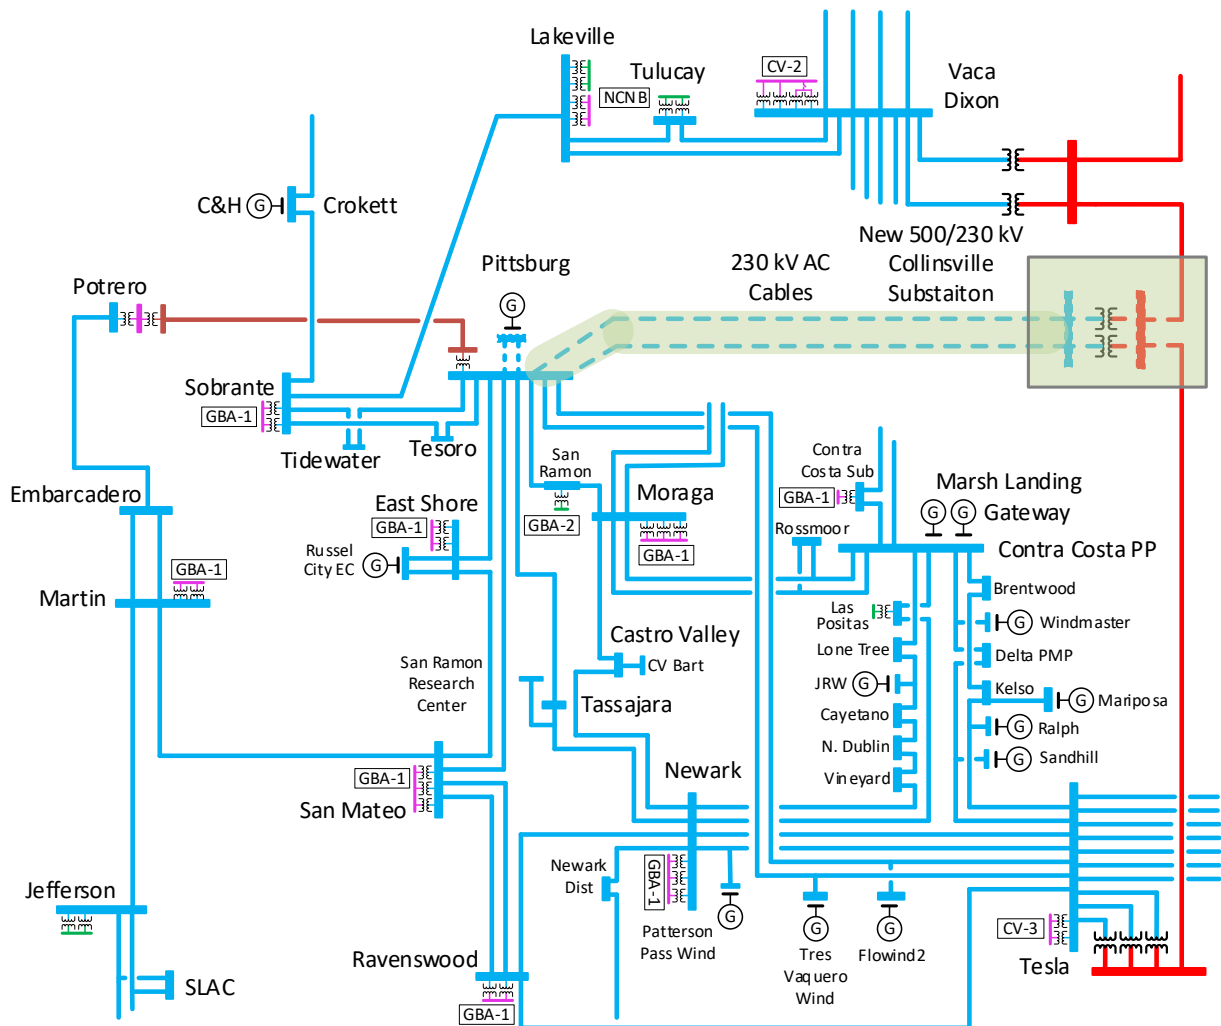 Lakeville
Tulucay
NCNB
CV-2
Vaca
Dixon
C&H
G
Crokett
Potrero
Pittsburg
G
230 kV AC
Cables
New 500/230 kV
Collinsville
Substaiton
Sobrante
GBA-1
Tidewater
Tesoro
San
Ramon
GBA-2
Moraga
GBA-1
Contra
Costa Sub
GBA-1
Rossmoor
Marsh Landing
G
G
Gateway
Contra Costa PP
Embarcadero
East Shore
GBA-1
Russel
City EC
G
GBA-1
Martin
Brentwood
Las
Positas
G
Windmaster
Lone Tree
Delta PMP
JRW
G
Kelso
G
Mariposa
Cayetano
G
Ralph
N. Dublin
G
Sandhill
Vineyard
Castro Valley
CV Bart
San Ramon
Research
Center
Tassajara
GBA-1
San Mateo
Newark
Newark
Dist
GBA-1
Patterson
Pass Wind
G
G
Tres
Vaquero
Wind
G
Flowind2
CV-3
Tesla
Jefferson
SLAC
Ravenswood
GBA-1